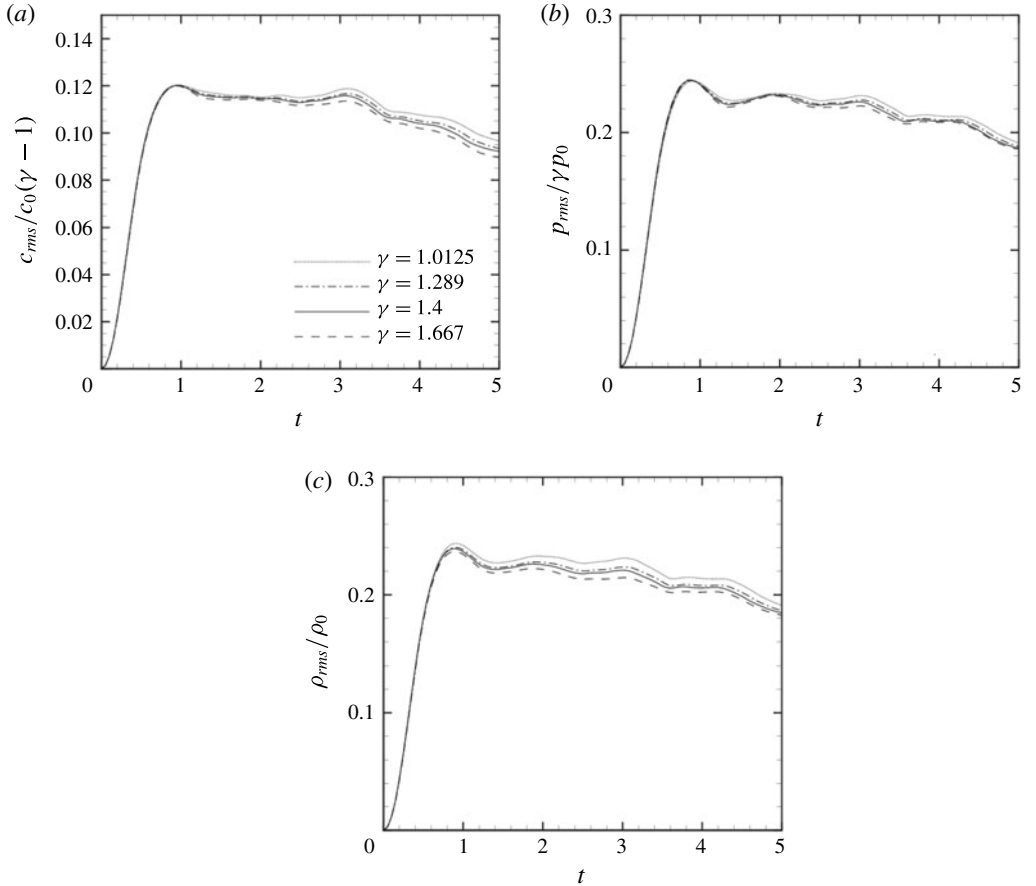 (a)
0.14
0.12
0.10
0.08
0.06
0.04
0.02
0 1 2 3 4 5
t
c_rms/c_0(γ − 1)
γ = 1.0125
γ = 1.289
γ = 1.4
γ = 1.667
(b)
0.3
0.2
0.1
0 1 2 3 4 5
t
p_rms/γp_0
(c)
0.3
0.2
0.1
0 1 2 3 4 5
t
ρ_rms/ρ_0